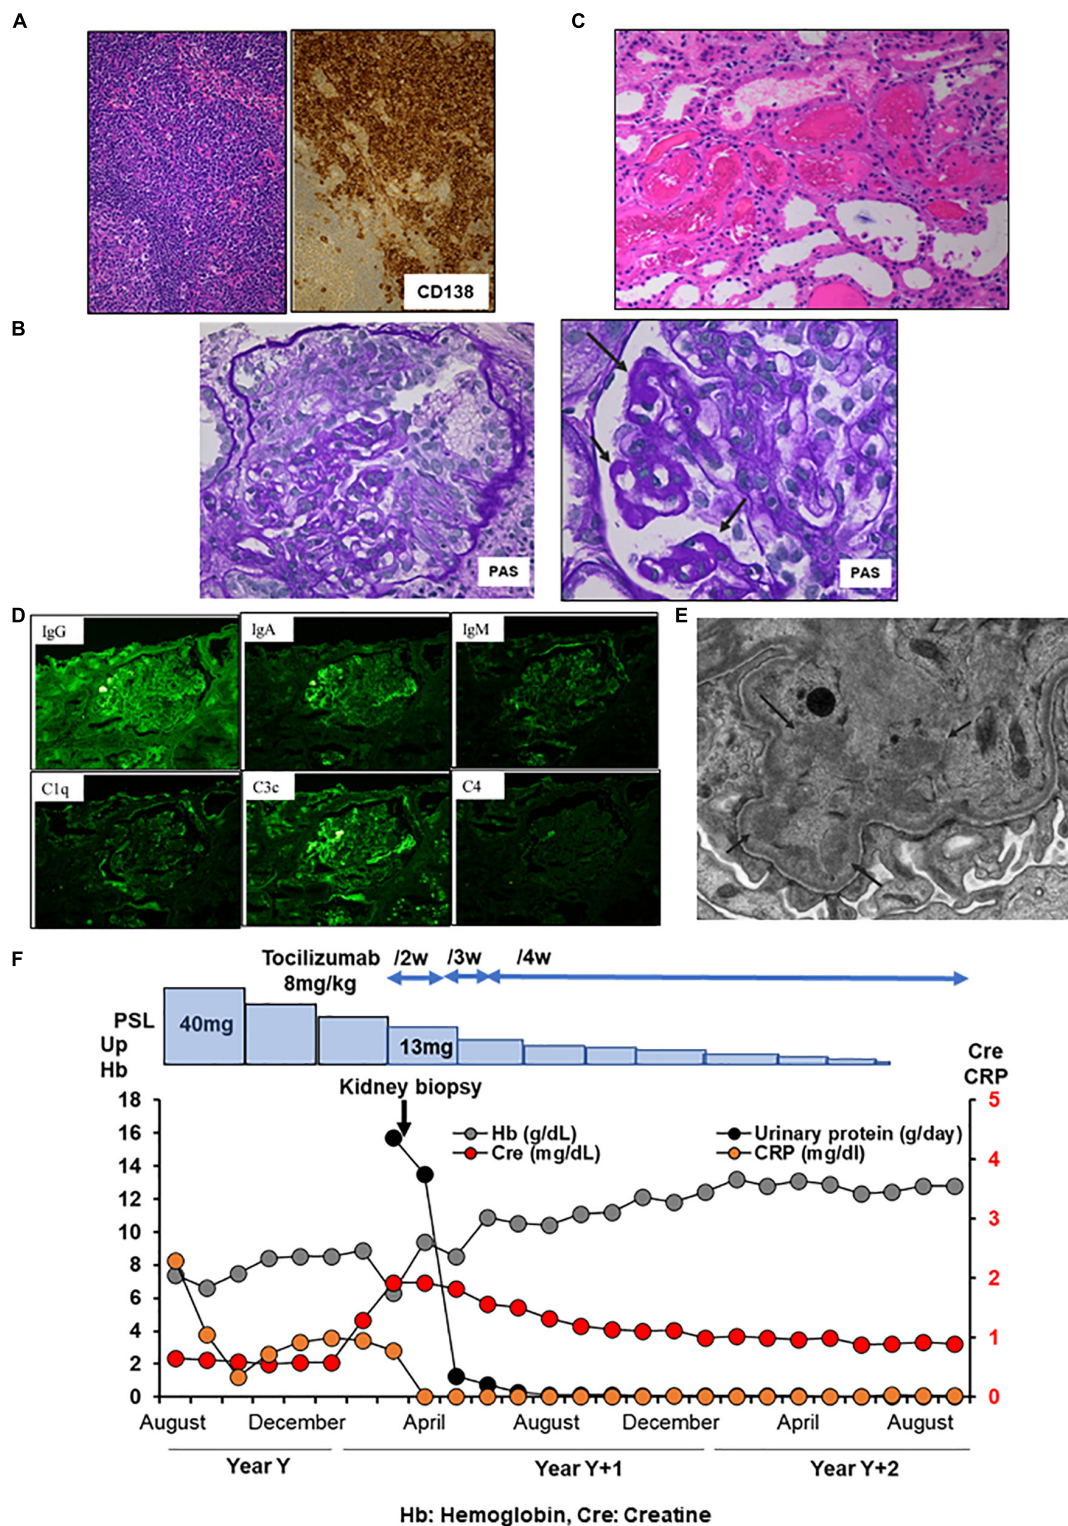 A
C
CD138
B
PAS
PAS
D
IgG
IgA
IgM
E
C1q
C3c
C4
F
Tocilizumab /2w /3w /4w
8mg/kg
PSL
40mg
Up
13mg
Cre
Hb
CRP
Kidney biopsy
18
5
16
Hb (g/dL)
Urinary protein (g/day)
Cre (mg/dL)
CRP (mg/dl)
14
4
12
10
3
8
2
6
4
1
2
0
0
August December April August December April August
Year Y Year Y+1 Year Y+2
Hb: Hemoglobin, Cre: Creatine